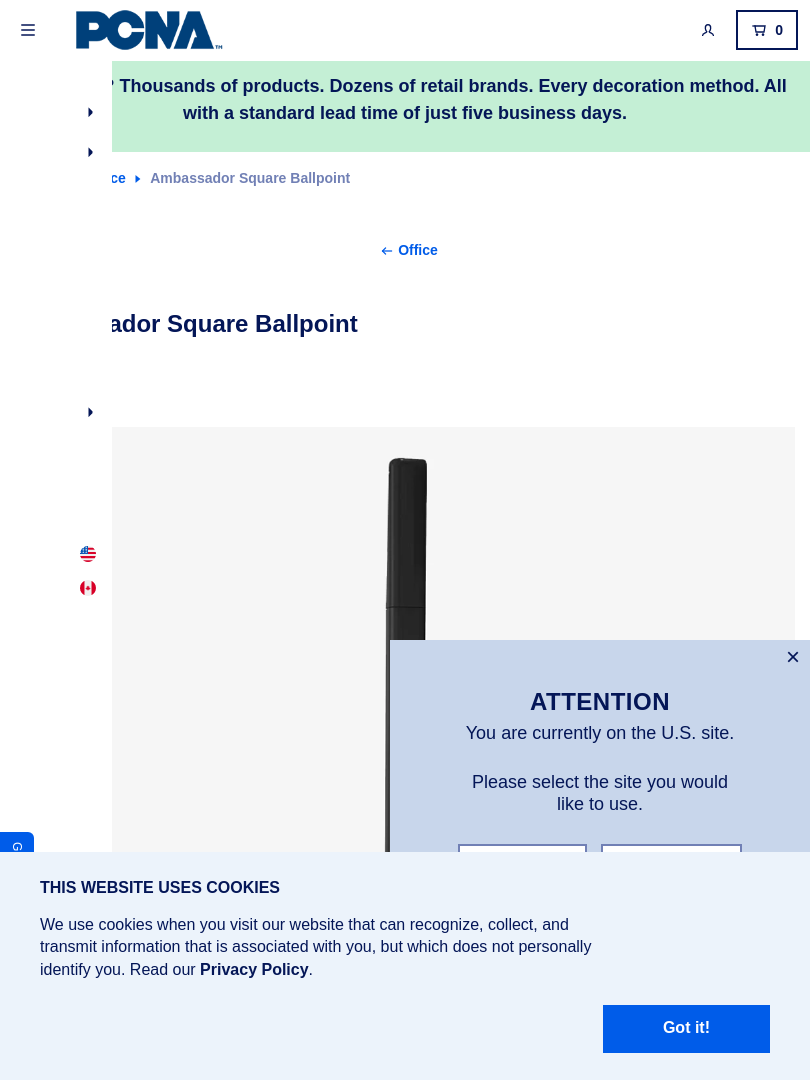 PCNA™
0
? Thousands of products. Dozens of retail brands. Every decoration method. All
with a standard lead time of just five business days.
Ambassador Square Ballpoint
Office
Square Ballpoint
ATTENTION
You are currently on the U.S. site.
Please select the site you would
like to use.
G
THIS WEBSITE USES COOKIES
We use cookies when you visit our website that can recognize, collect, and
transmit information that is associated with you, but which does not personally
identify you. Read our Privacy Policy.
Got it!